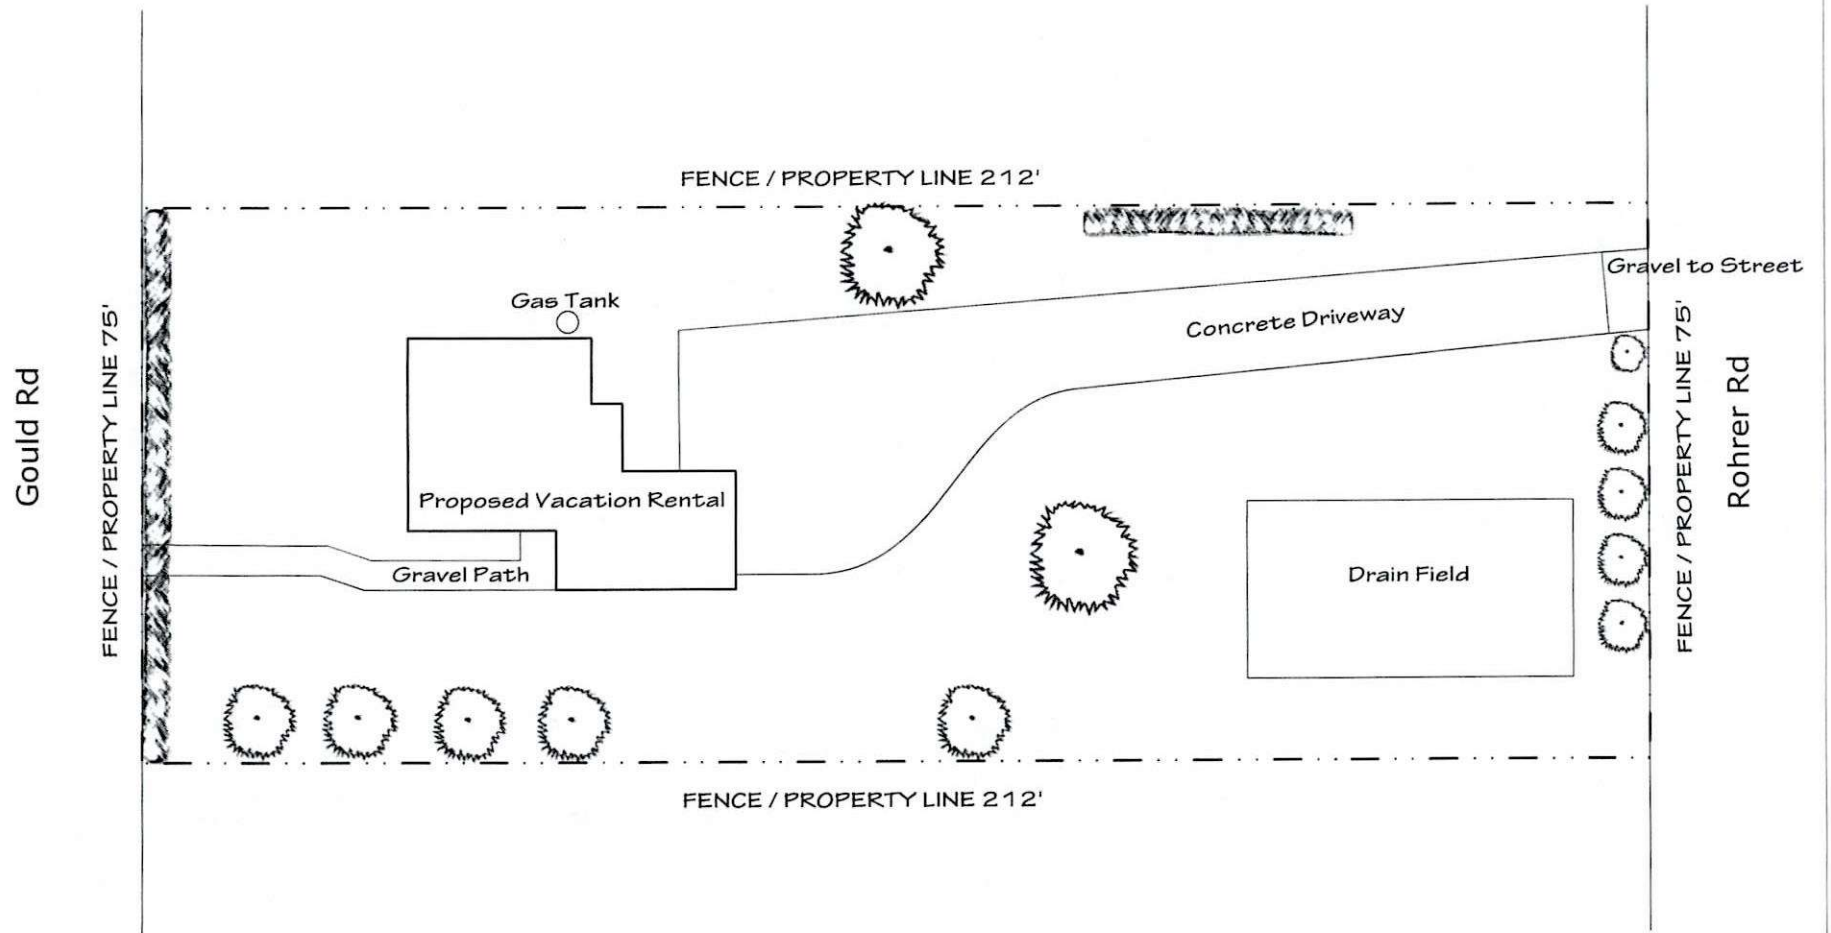 FENCE / PROPERTY LINE 212'
Gravel to Street
Gas Tank
Concrete Driveway
Gould Rd
FENCE / PROPERTY LINE 75'
Proposed Vacation Rental
FENCE / PROPERTY LINE 75'
Rohrer Rd
Gravel Path
Drain Field
FENCE / PROPERTY LINE 212'